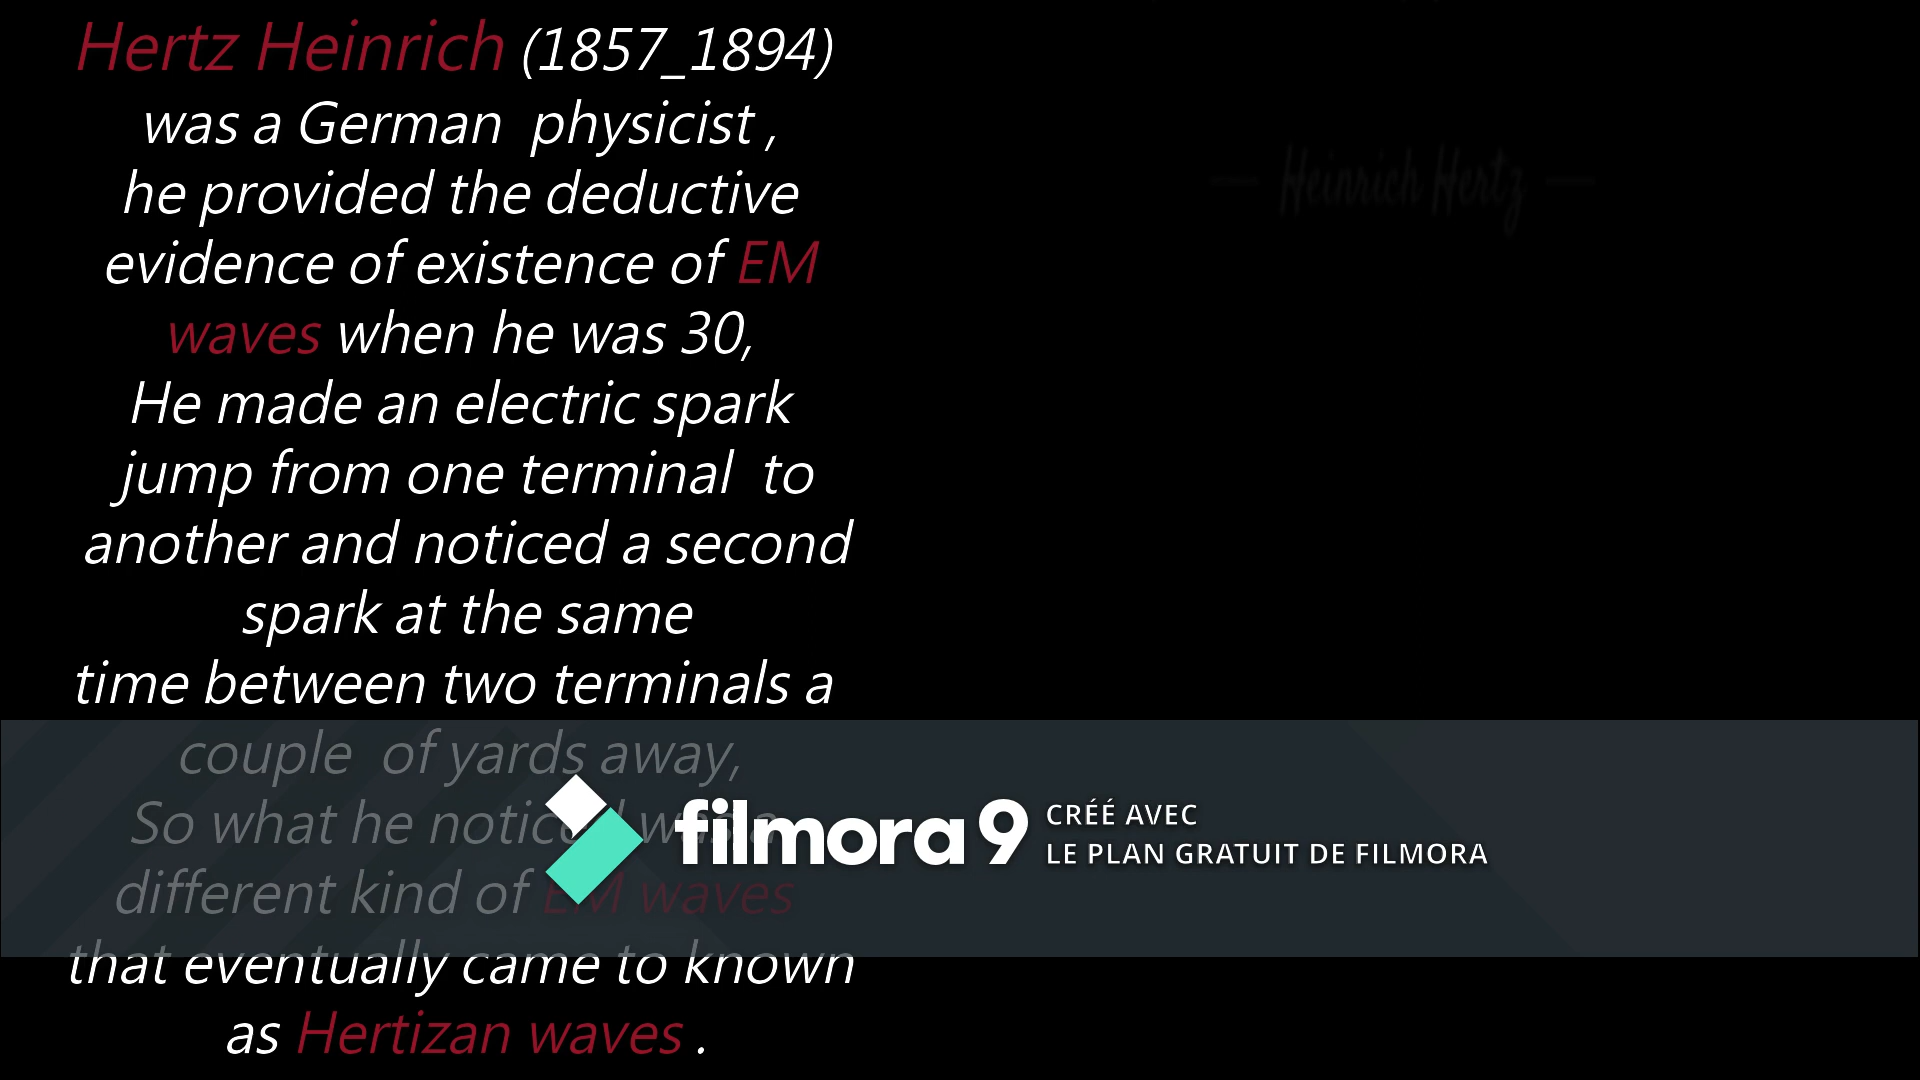 Hertz Heinrich (1857_1894)
was a German physicist ,
he provided the deductive
evidence of existence of EM
waves when he was 30,
He made an electric spark
jump from one terminal to
another and noticed a second
spark at the same
time between two terminals a
couple of yards away,
So what he noticed was a
different kind of EM waves
that eventually came to known
as Hertizan waves .
— Heinrich Hertz —
filmora 9
CRÉÉ AVEC
LE PLAN GRATUIT DE FILMORA